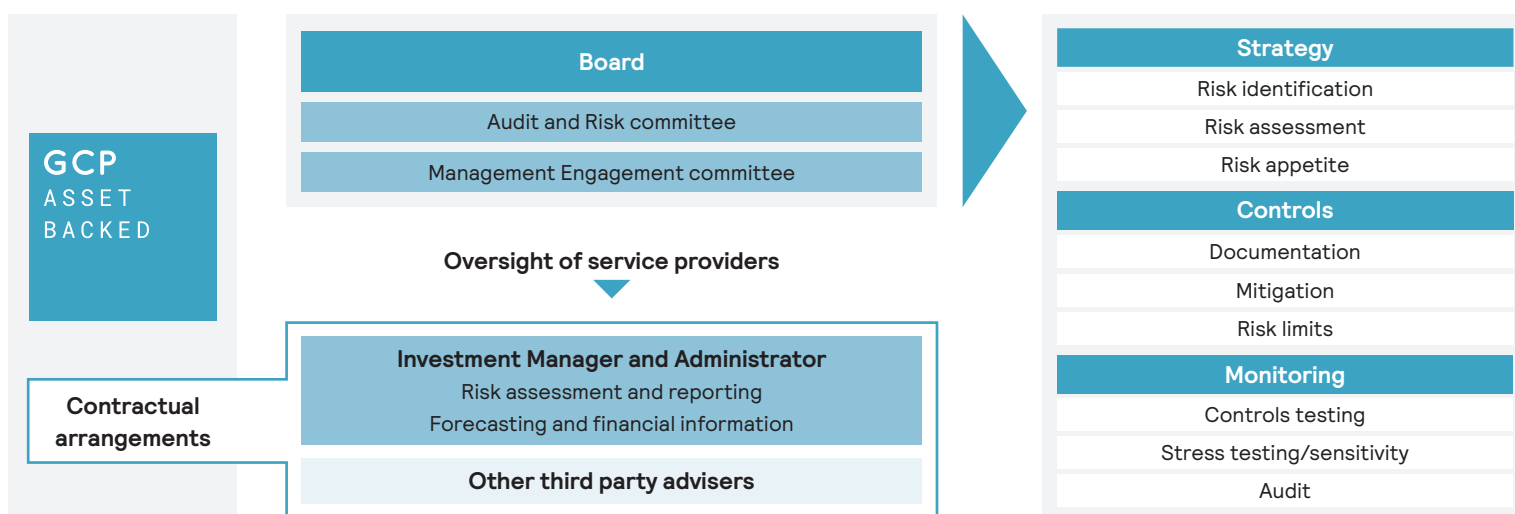 GCP
ASSET
BACKED
Contractual
arrangements
Board
Audit and Risk committee
Management Engagement committee
Oversight of service providers
Investment Manager and Administrator
Risk assessment and reporting
Forecasting and financial information
Other third party advisers
Strategy
Risk identification
Risk assessment
Risk appetite
Controls
Documentation
Mitigation
Risk limits
Monitoring
Controls testing
Stress testing/sensitivity
Audit